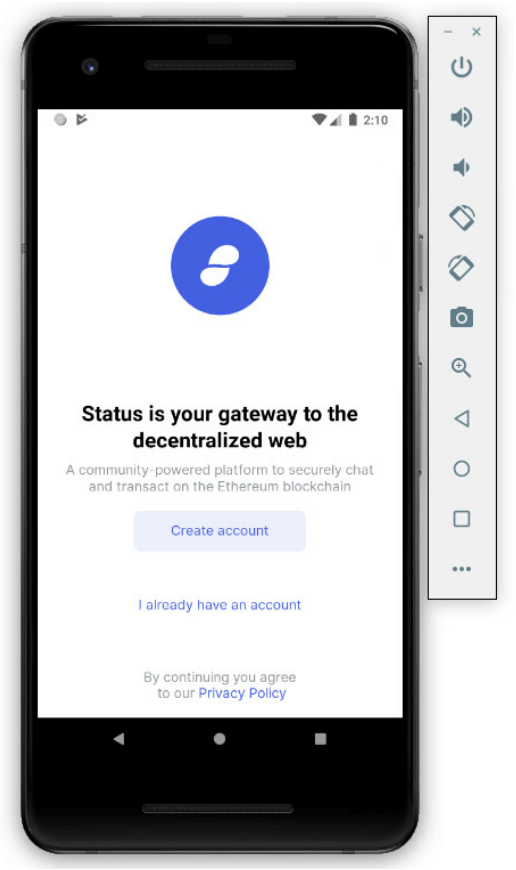 2:10
Status is your gateway to the
decentralized web
A community-powered platform to securely chat
and transact on the Ethereum blockchain
Create account
I already have an account
By continuing you agree
to our Privacy Policy